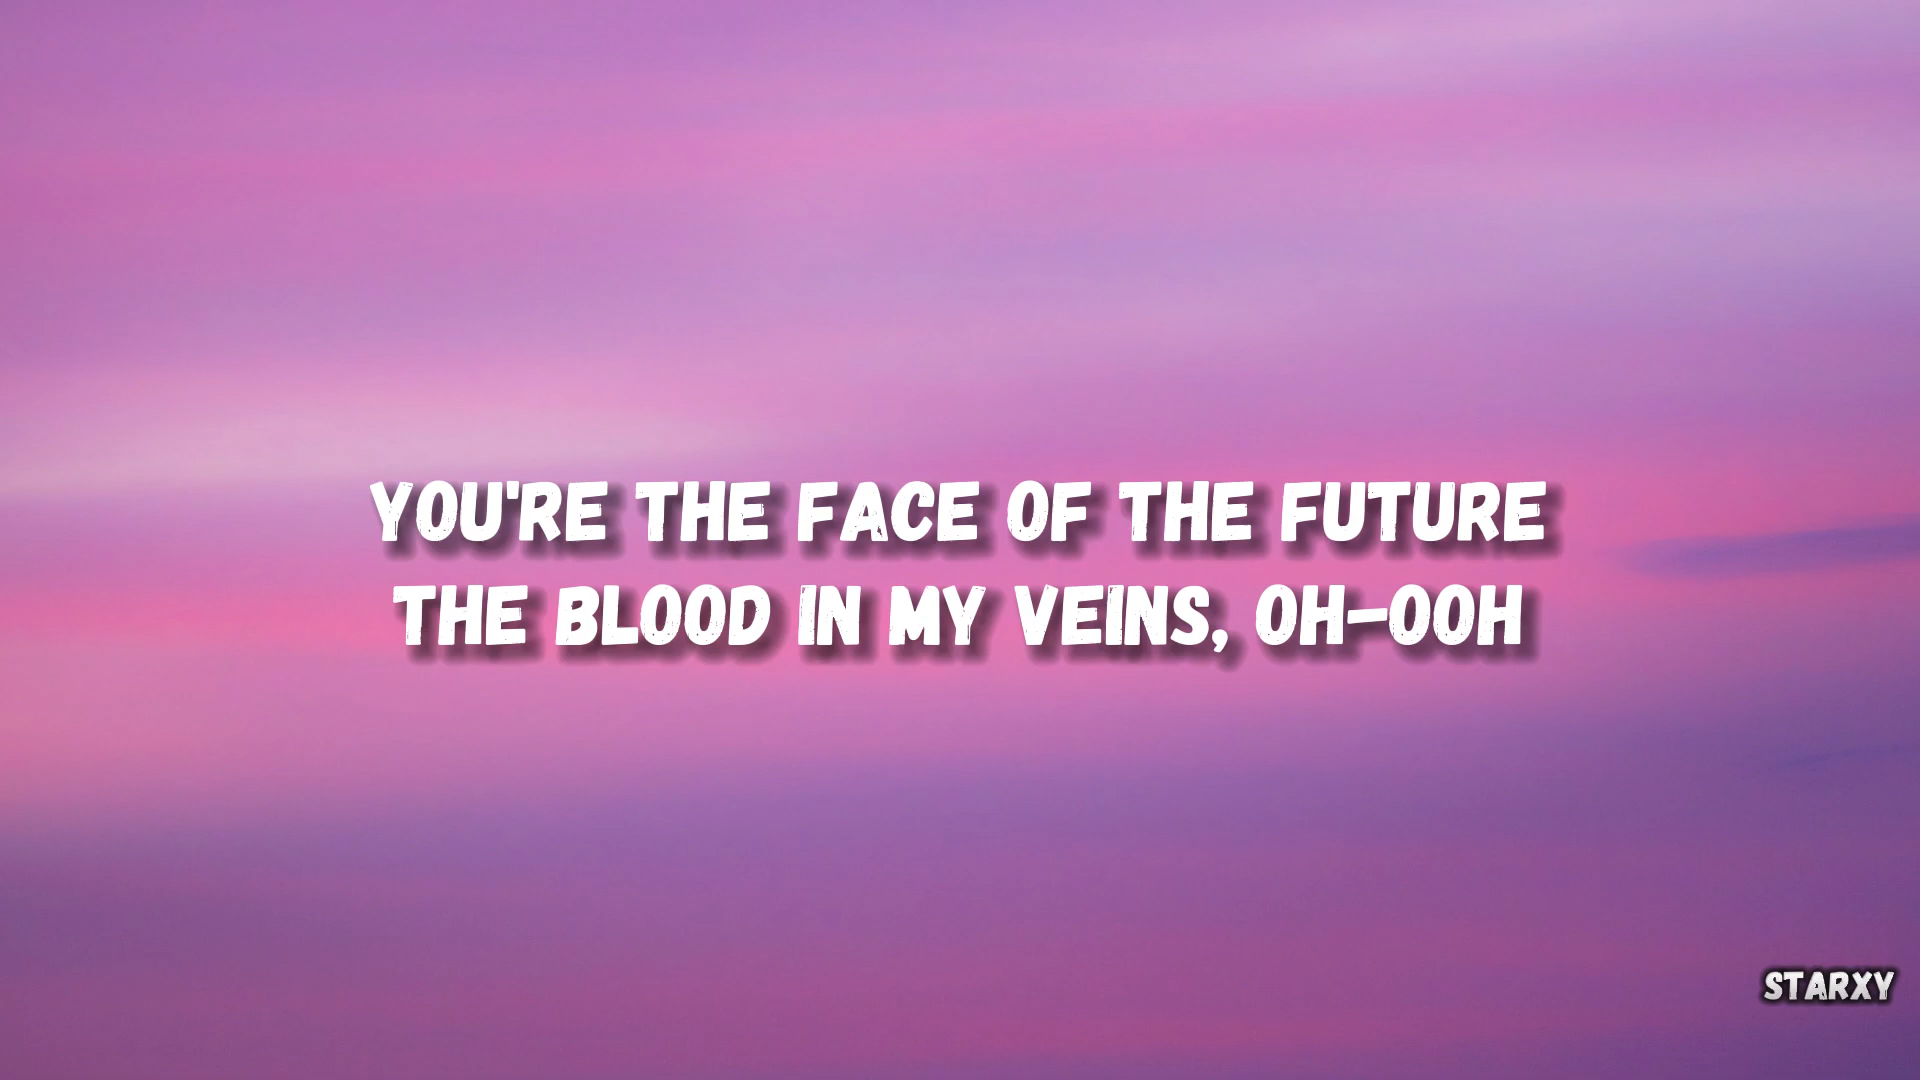 YOU'RE THE FACE OF THE FUTURE
THE BLOOD IN MY VEINS, OH-OOH
STARXY